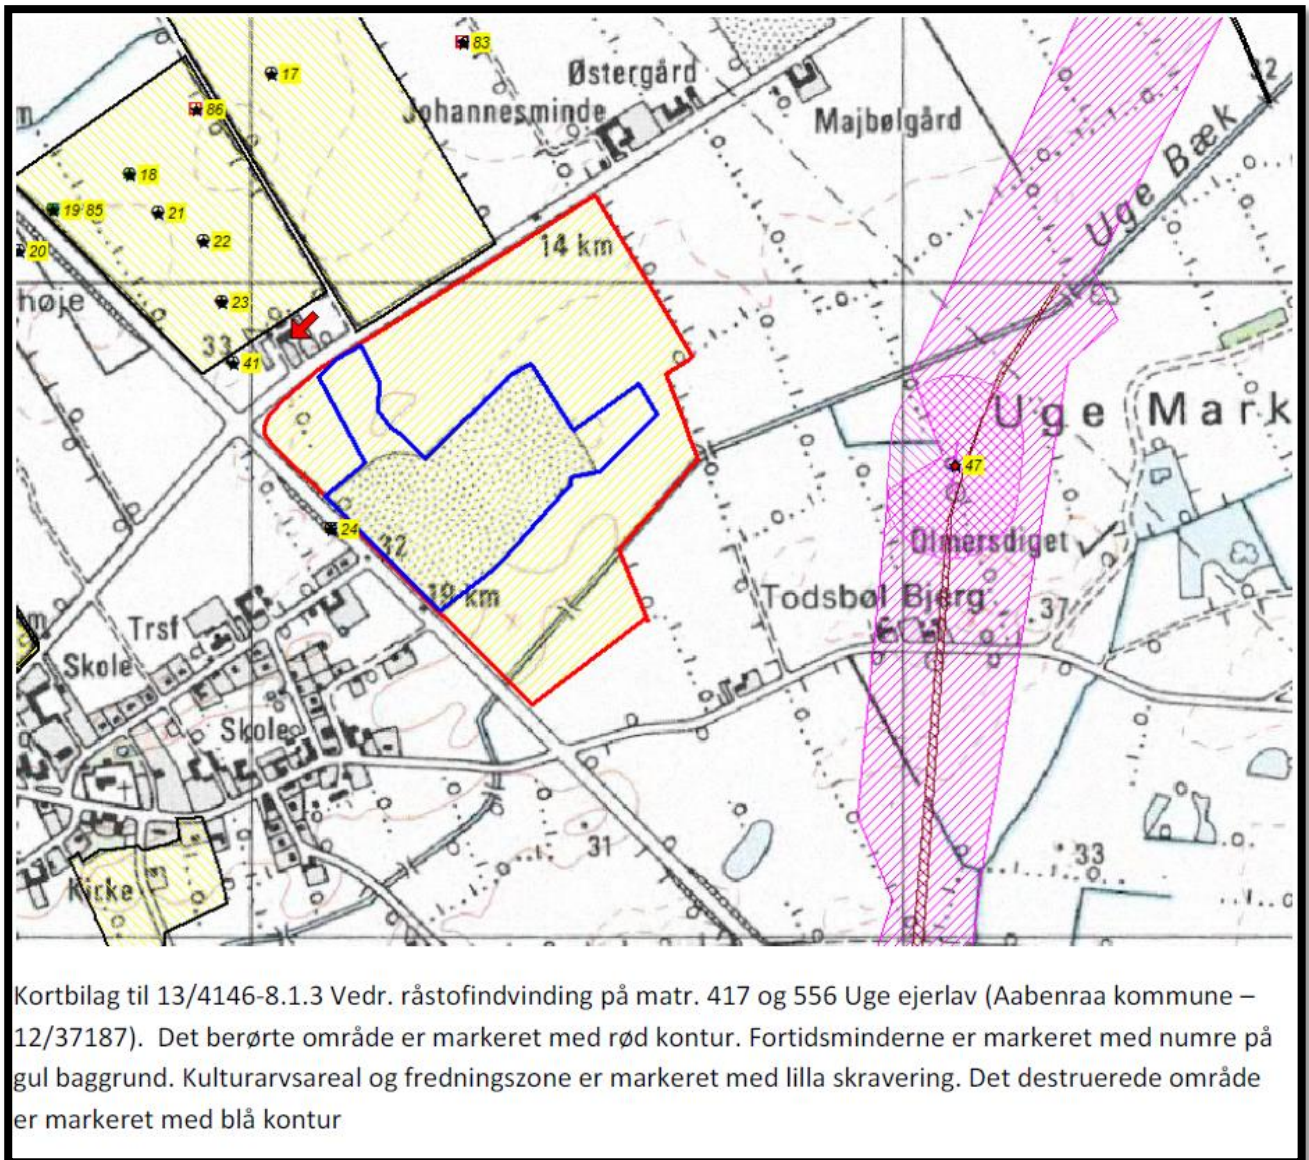 83
17
32
Østergård
86
Johannesminde
Majbølgård
m.
Uge Bæk
18
19 85
21
22
20
14 km
23
høje
33
41
Uge Mark
47
24
32
Olmersdiget
19 km
Todsbøl Bjerg
37
m.
Trsf
Skole
Skole
31
33
Kirke
Kortbilag til 13/4146-8.1.3 Vedr. råstofindvinding på matr. 417 og 556 Uge ejerlav (Aabenraa kommune –
12/37187). Det berørte område er markeret med rød kontur. Fortidsminderne er markeret med numre på
gul baggrund. Kulturarvsareal og fredningszone er markeret med lilla skravering. Det destruerede område
er markeret med blå kontur